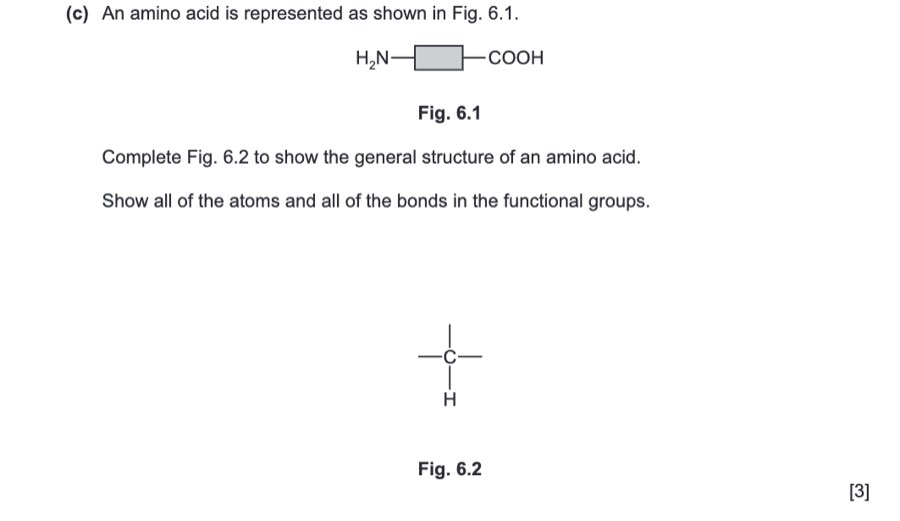 (c) An amino acid is represented as shown in Fig. 6.1.
H₂N—COOH
Fig. 6.1
Complete Fig. 6.2 to show the general structure of an amino acid.
Show all of the atoms and all of the bonds in the functional groups.
C
H
Fig. 6.2
[3]